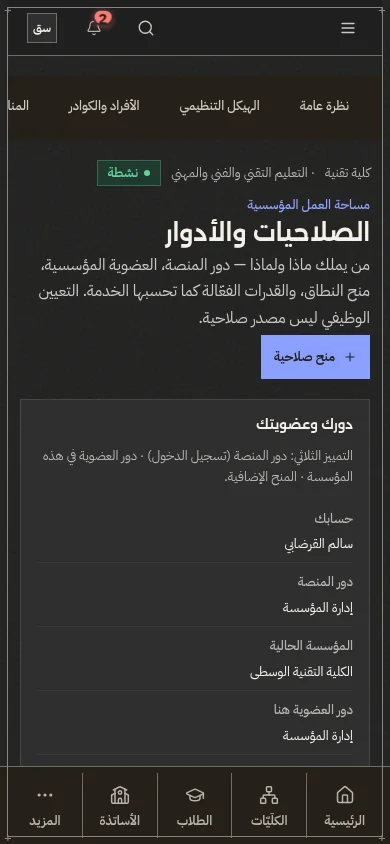 2
سق
نظرة عامة
الهيكل التنظيمي
الأفراد والكوادر
كلية تقنية · التعليم التقني والفني والمهني
نشطة
مساحة العمل المؤسسية
الصلاحيات والأدوار
من يملك ماذا ولماذا — دور المنصة، العضوية المؤسسية،
منح النطاق، والقدرات الفعّالة كما تحسبها الخدمة. التعيين
الوظيفي ليس مصدر صلاحية.
+ منح صلاحية
دورك وعضويتك
التمييز الثلاثي: دور المنصة (تسجيل الدخول) · دور العضوية في هذه
المؤسسة · المنح الإضافية.
حسابك
سالم القرضابي
دور المنصة
إدارة المؤسسة
المؤسسة الحالية
الكلية التقنية الوسطى
دور العضوية هنا
إدارة المؤسسة
الرئيسية
الكلّيّات
الطلاب
الأساتذة
المزيد